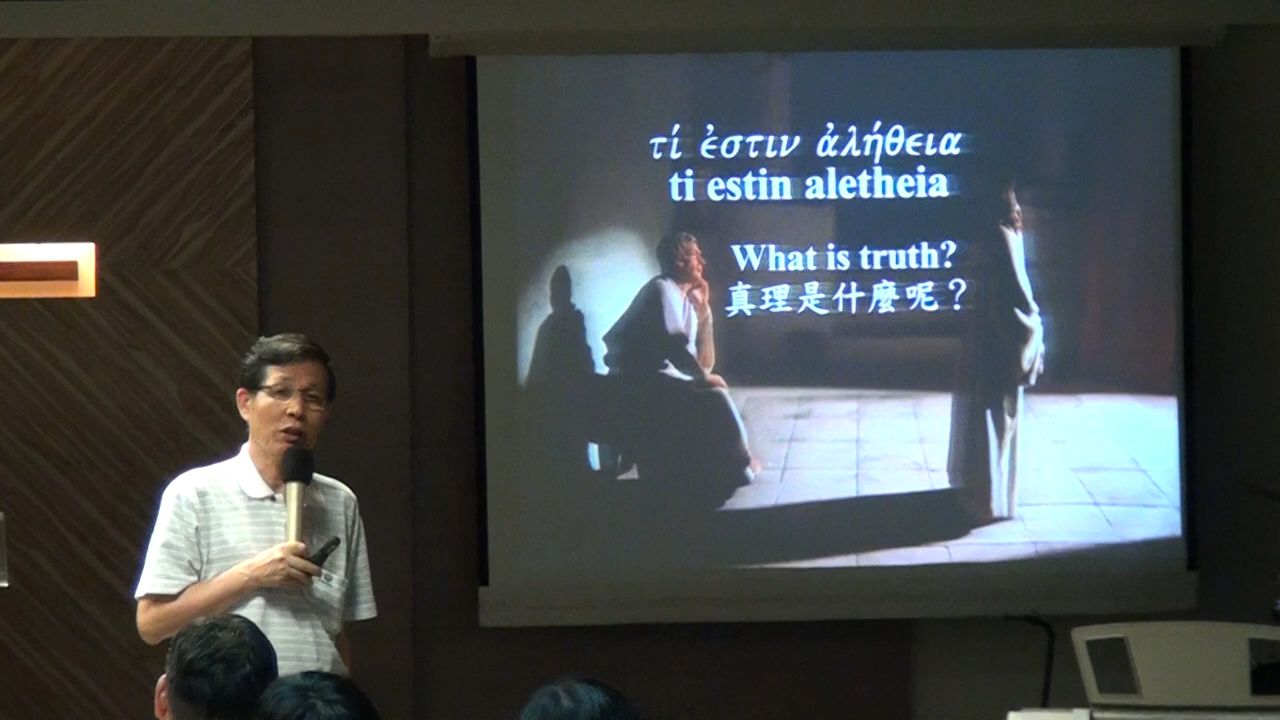 τί ἐστιν ἀλήθεια
ti estin aletheia
What is truth?
真理是什麼呢？